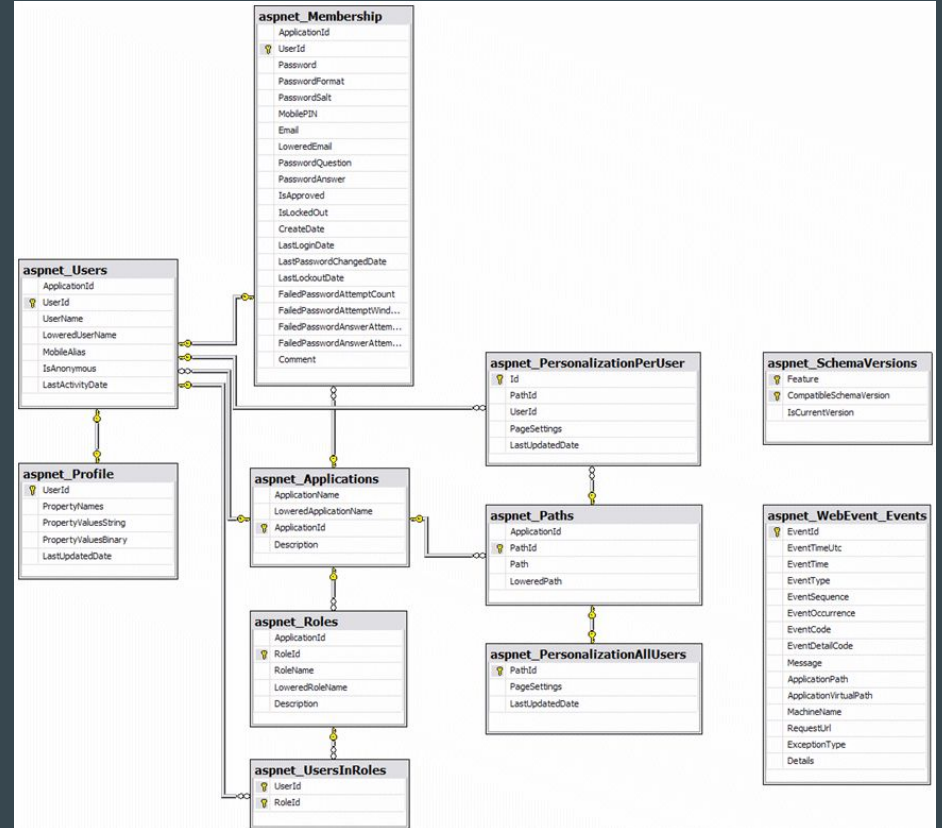 aspnet_Membership
ApplicationId
UserId
Password
PasswordFormat
PasswordSalt
MobilePIN
Email
LoweredEmail
PasswordQuestion
PasswordAnswer
IsApproved
IsLockedOut
CreateDate
LastLoginDate
LastPasswordChangedDate
LastLockoutDate
FailedPasswordAttemptCount
FailedPasswordAttemptWind...
FailedPasswordAnswerAttem...
FailedPasswordAnswerAttem...
Comment
aspnet_Users
ApplicationId
UserId
UserName
LoweredUserName
MobileAlias
IsAnonymous
LastActivityDate
aspnet_Profile
UserId
PropertyNames
PropertyValuesString
PropertyValuesBinary
LastUpdatedDate
aspnet_Applications
ApplicationName
LoweredApplicationName
ApplicationId
Description
aspnet_Roles
ApplicationId
RoleId
RoleName
LoweredRoleName
Description
aspnet_UsersInRoles
UserId
RoleId
aspnet_PersonalizationPerUser
Id
PathId
UserId
PageSettings
LastUpdatedDate
aspnet_Paths
ApplicationId
PathId
Path
LoweredPath
aspnet_PersonalizationAllUsers
PathId
PageSettings
LastUpdatedDate
aspnet_SchemaVersions
Feature
CompatibleSchemaVersion
IsCurrentVersion
aspnet_WebEvent_Events
EventId
EventTimeUtc
EventTime
EventType
EventSequence
EventOccurrence
EventCode
EventDetailCode
Message
ApplicationPath
ApplicationVirtualPath
MachineName
RequestUrl
ExceptionType
Details